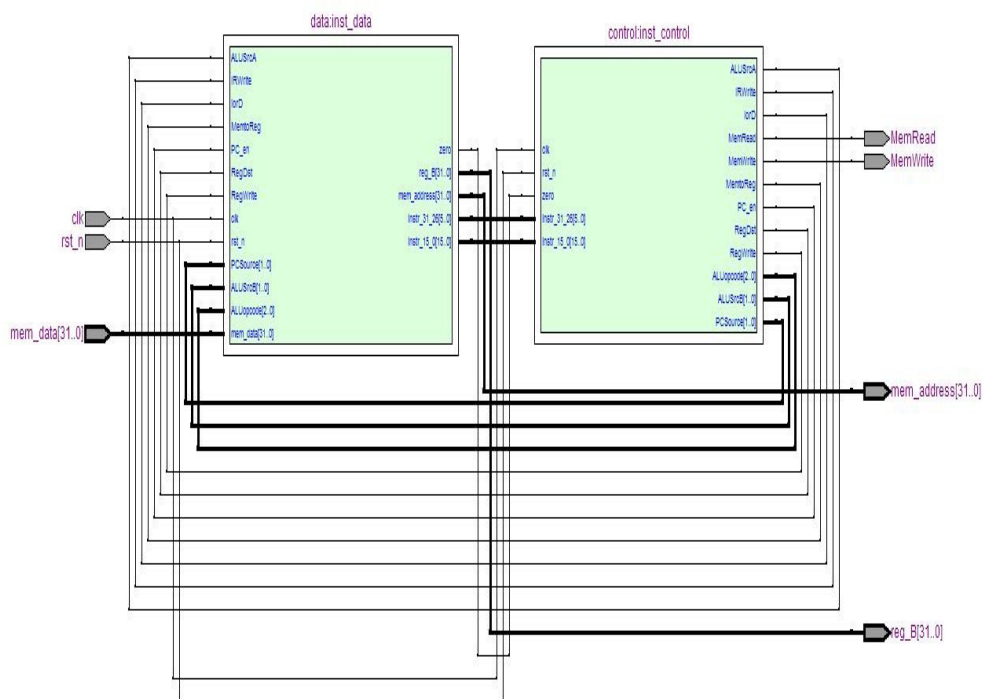 data:inst_data
control:inst_control
ALUSrcA
IRWrite
IorD
MemtoReg
PC_en
RegDst
RegWrite
clk
rst_n
PCSource[1..0]
ALUSrcB[1..0]
ALUopcode[2..0]
mem_data[31..0]
zero
reg_B[31..0]
mem_address[31..0]
Instr_31_26[5..0]
Instr_15_0[15..0]
clk
rst_n
zero
Instr_31_26[5..0]
Instr_15_0[15..0]
ALUSrcA
IRWrite
IorD
MemRead
MemWrite
MemtoReg
PC_en
RegDst
RegWrite
ALUopcode[2..0]
ALUSrcB[1..0]
PCSource[1..0]
clk
rst_n
mem_data[31..0]
MemRead
MemWrite
mem_address[31..0]
reg_B[31..0]